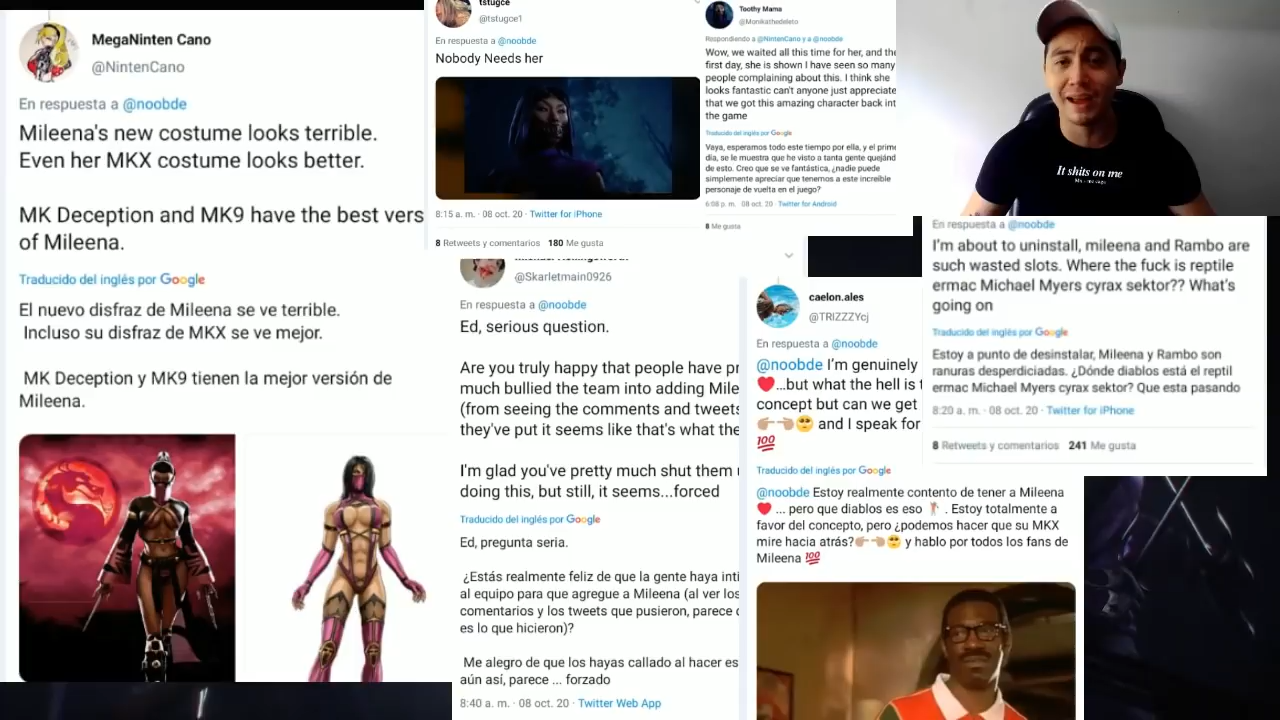 MegaNinten Cano
@NintenCano
En respuesta a @noobde
Mileena's new costume looks terrible.
Even her MKX costume looks better.
MK Deception and MK9 have the best vers
of Mileena.
Traducido del inglés por Google
El nuevo disfraz de Mileena se ve terrible.
Incluso su disfraz de MKX se ve mejor.
MK Deception y MK9 tienen la mejor versión de
Mileena.
tstugce
@tstugce1
En respuesta a @noobde
Nobody Needs her
8:15 a. m. · 08 oct. 20 · Twitter for iPhone
8 Retweets y comentarios 180 Me gusta
Toothy Mama
@Monikathedeleto
Respondiendo a @NintenCano y a @noobde
Wow, we waited all this time for her, and the
first day, she is shown I have seen so many
people complaining about this. I think she
looks fantastic can't anyone just appreciate
that we got this amazing character back int
the game
Traducido del inglés por Google
Vaya, esperamos todo este tiempo por ella, y el prime
día, se le muestra que he visto a tanta gente quejánd
de esto. Creo que se ve fantástica, ¿nadie puede
simplemente apreciar que tenemos a este increíble
personaje de vuelta en el juego?
6:08 p. m. · 08 oct. 20 · Twitter for Android
8 Me gusta
It shits on me
@Skarletmain0926
En respuesta a @noobde
Ed, serious question.
Are you truly happy that people have pr
much bullied the team into adding Mile
(from seeing the comments and tweets
they've put it seems like that's what the
I'm glad you've pretty much shut them
doing this, but still, it seems...forced
Traducido del inglés por Google
Ed, pregunta seria.
¿Estás realmente feliz de que la gente haya inti
al equipo para que agregue a Mileena (al ver los
comentarios y los tweets que pusieron, parece
es lo que hicieron)?
Me alegro de que los hayas callado al hacer es
aún así, parece ... forzado
8:40 a. m. · 08 oct. 20 · Twitter Web App
caelon.ales
@TRIZZZYcj
En respuesta a @noobde
@noobde I'm genuinely
❤️...but what the hell is t
concept but can we get
👉🏼👈🏼🥺 and I speak for
💯
Traducido del inglés por Google
@noobde Estoy realmente contento de tener a Mileena
❤️ ... pero que diablos es eso . Estoy totalmente a
favor del concepto, pero ¿podemos hacer que su MKX
mire hacia atrás?👉🏼👈🏼🥺 y hablo por todos los fans de
Mileena 💯
En respuesta a @noobde
I'm about to uninstall, mileena and Rambo are
such wasted slots. Where the fuck is reptile
ermac Michael Myers cyrax sektor?? What's
going on
Traducido del inglés por Google
Estoy a punto de desinstalar, Mileena y Rambo son
ranuras desperdiciadas. ¿Dónde diablos está el reptil
ermac Michael Myers cyrax sektor? Que esta pasando
8:20 a. m. · 08 oct. 20 · Twitter for iPhone
8 Retweets y comentarios 241 Me gusta